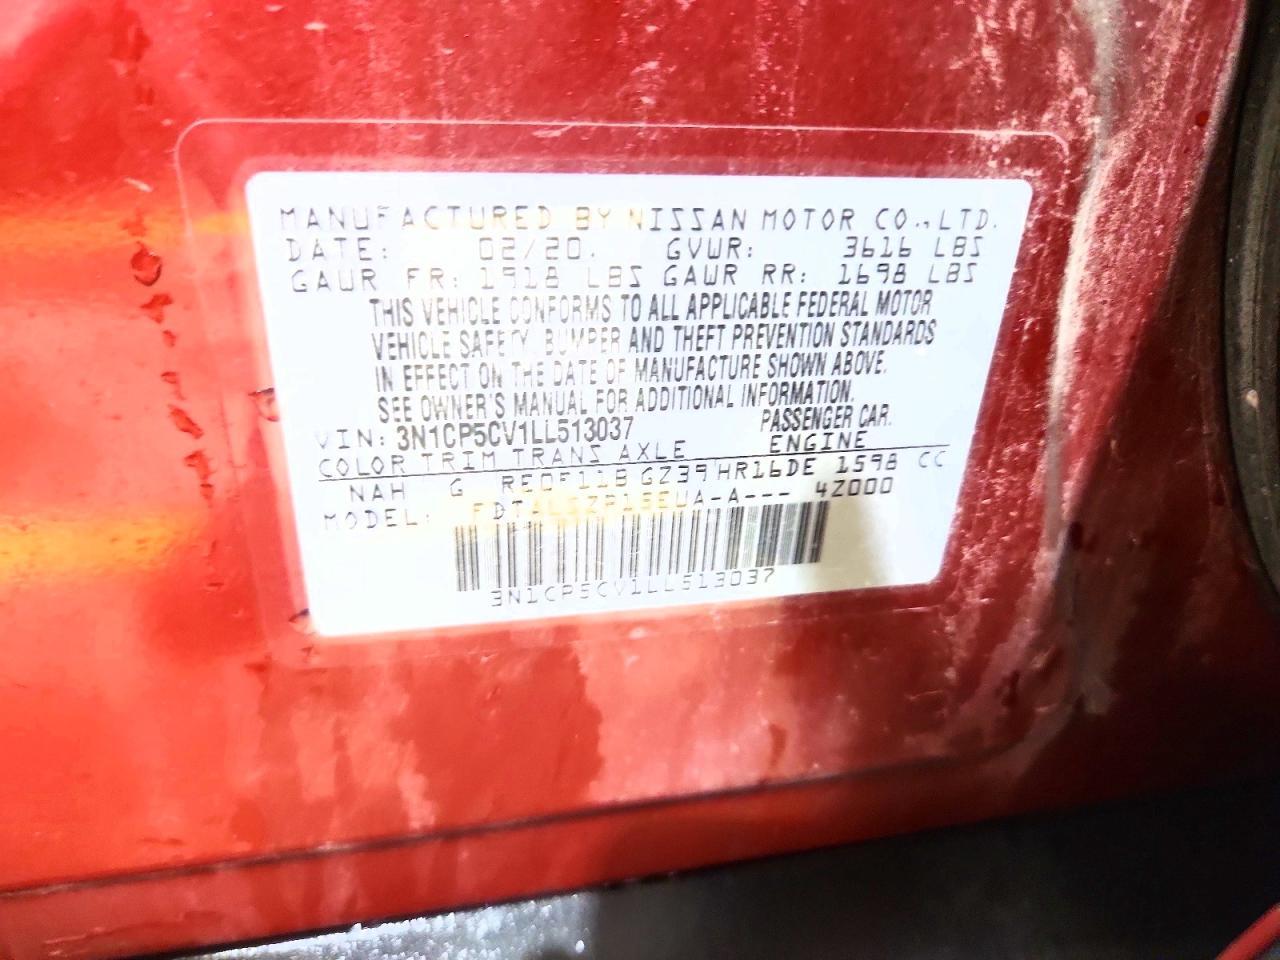 MANUFACTURED BY NISSAN MOTOR CO., LTD.
DATE: 02/20. GVWR: 3616 LBS
GAWR FR: 1918 LBS GAWR RR: 1698 LBS
THIS VEHICLE CONFORMS TO ALL APPLICABLE FEDERAL MOTOR
VEHICLE SAFETY, BUMPER AND THEFT PREVENTION STANDARDS
IN EFFECT ON THE DATE OF MANUFACTURE SHOWN ABOVE.
SEE OWNER'S MANUAL FOR ADDITIONAL INFORMATION.
VIN: 3N1CP5CV1LL513037 PASSENGER CAR.
COLOR TRIM TRANS AXLE ENGINE
NAH G RE0F11B GZ39 HR16DE 1598 CC
MODEL: 42000
3N1CP5CV1LL513037